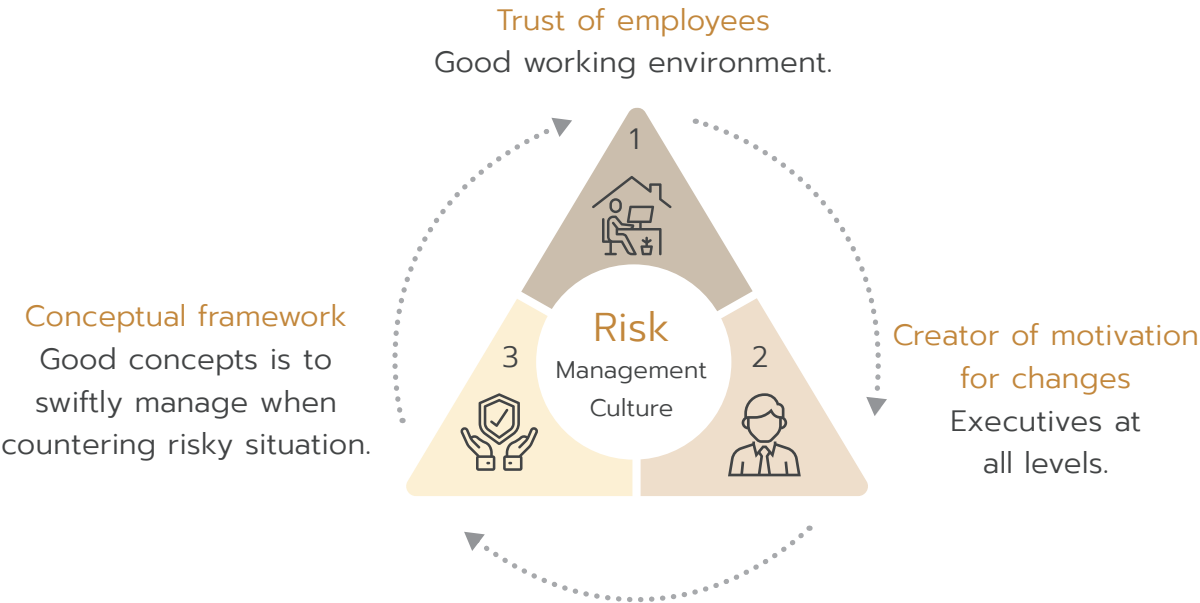 Trust of employees
Good working environment.
1
Risk
Management
Culture
2
Creator of motivation
for changes
Executives at
all levels.
3
Conceptual framework
Good concepts is to
swiftly manage when
countering risky situation.